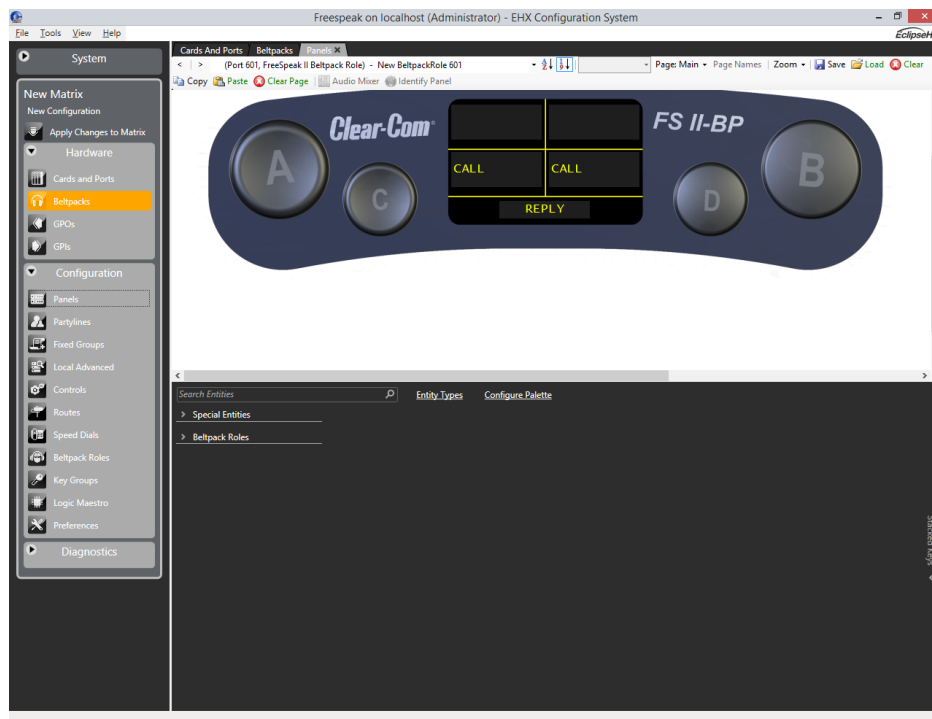 Freespeak on localhost (Administrator) - EHX Configuration System
File Tools View Help
System
New Matrix
New Configuration
Apply Changes to Matrix
Hardware
Cards and Ports
Beltpacks
GPOs
GPIs
Configuration
Panels
Partylines
Fixed Groups
Local Advanced
Controls
Routes
Speed Dials
Beltpack Roles
Key Groups
Logic Maestro
Preferences
Diagnostics
Cards And Ports Beltpacks Panels
< > (Port 601, FreeSpeak II Beltpack Role) - New BeltpackRole 601 Page: Main Page Names Zoom Save Load Clear
Copy Paste Clear Page Audio Mixer Identify Panel
Clear-Com FS II-BP
A C D B
CALL CALL
REPLY
Search Entities Entity Types Configure Palette
Special Entities
Beltpack Roles
Stacked Keys